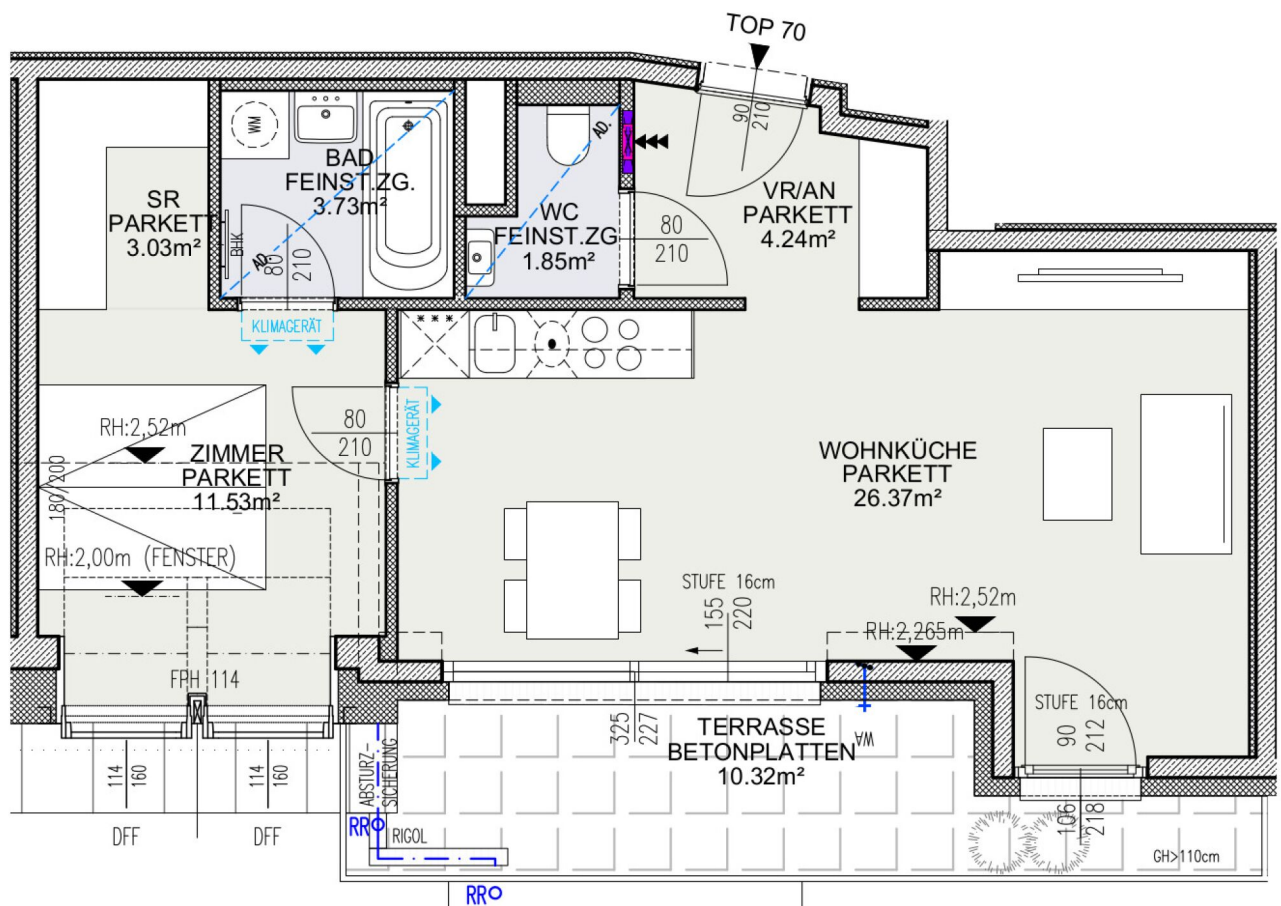 TOP 70
90
210
WM
BAD
FEINST.ZG.
3.73m²
AD.
BHK
80
210
AD.
SR
PARKETT
3.03m²
WC
FEINST.ZG
1.85m²
80
210
VR/AN
PARKETT
4.24m²
KLIMAGERÄT
KLIMAGERÄT
80
210
RH:2,52m
ZIMMER
PARKETT
11.53m²
180/200
RH:2,00m (FENSTER)
WOHNKÜCHE
PARKETT
26.37m²
STUFE 16cm
155
220
RH:2,52m
RH:2,265m
FPH 114
STUFE 16cm
90
212
325
227
TERRASSE
BETONPLATTEN
10.32m²
WA
ABSTURZ-
SICHERUNG
114
160
114
160
DFF
DFF
RR
RIGOL
106
218
GH>110cm
RR